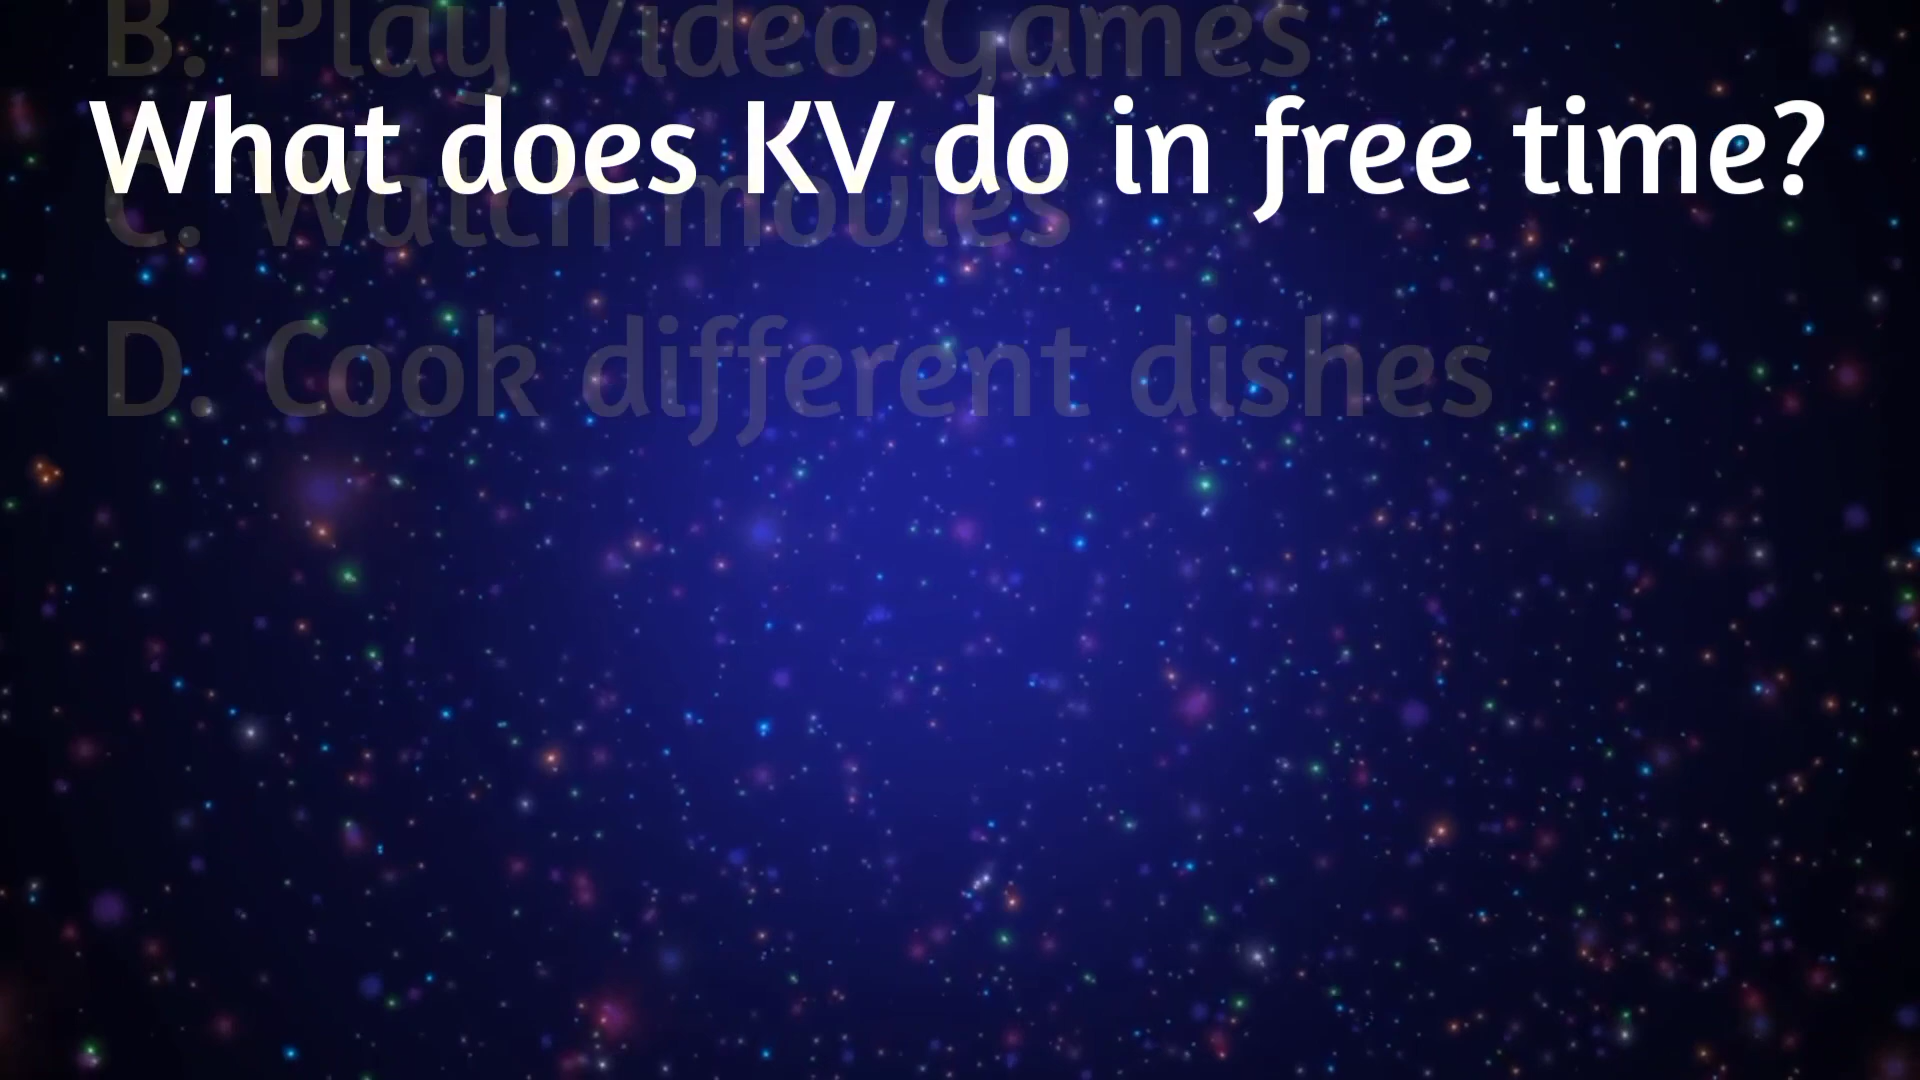 B. Play Video Games
What does KV do in free time?
C. Watch movies
D. Cook different dishes